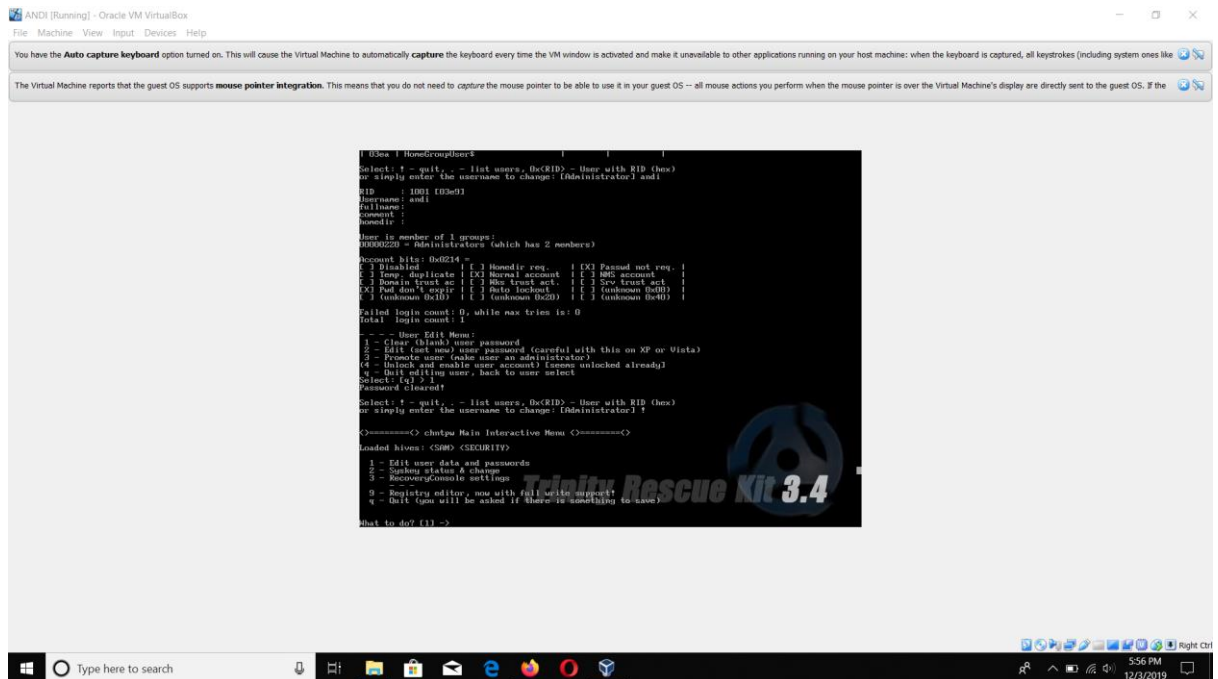 ANDI [Running] - Oracle VM VirtualBox
File Machine View Input Devices Help
You have the Auto capture keyboard option turned on. This will cause the Virtual Machine to automatically capture the keyboard every time the VM window is activated and make it unavailable to other applications running on your host machine: when the keyboard is captured, all keystrokes (including system ones like
The Virtual Machine reports that the guest OS supports mouse pointer integration. This means that you do not need to capture the mouse pointer to be able to use it in your guest OS -- all mouse actions you perform when the mouse pointer is over the Virtual Machine's display are directly sent to the guest OS. If the
| 03ea | HomeGroupUser$ | | |
Select: ! - quit, . - list users, 0x<RID> - User with RID (hex)
or simply enter the username to change: [Administrator] andi
RID : 1001 [03e9]
Username: andi
fullname:
comment :
homedir :
User is member of 1 groups:
00000220 = Administrators (which has 2 members)
Account bits: 0x0214 =
[ ] Disabled | [ ] Homedir req. | [X] Passwd not req. |
[ ] Temp. duplicate | [X] Normal account | [ ] NMS account |
[ ] Domain trust ac | [ ] Wks trust act. | [ ] Srv trust act |
[X] Pwd don't expir | [ ] Auto lockout | [ ] (unknown 0x08) |
[ ] (unknown 0x10) | [ ] (unknown 0x20) | [ ] (unknown 0x40) |
Failed login count: 0, while max tries is: 0
Total login count: 1
- - - - User Edit Menu:
1 - Clear (blank) user password
2 - Edit (set new) user password (careful with this on XP or Vista)
3 - Promote user (make user an administrator)
(4 - Unlock and enable user account) [seems unlocked already]
q - Quit editing user, back to user select
Select: [q] > 1
Password cleared!
Select: ! - quit, . - list users, 0x<RID> - User with RID (hex)
or simply enter the username to change: [Administrator] !
<>========<> chntpw Main Interactive Menu <>========<>
Loaded hives: <SAM> <SECURITY>
1 - Edit user data and passwords
2 - Syskey status & change
3 - RecoveryConsole settings
- - -
9 - Registry editor, now with full write support!
q - Quit (you will be asked if there is something to save)
Trinity Rescue Kit 3.4
What to do? [1] ->
Right Ctrl
Type here to search
5:56 PM
12/3/2019